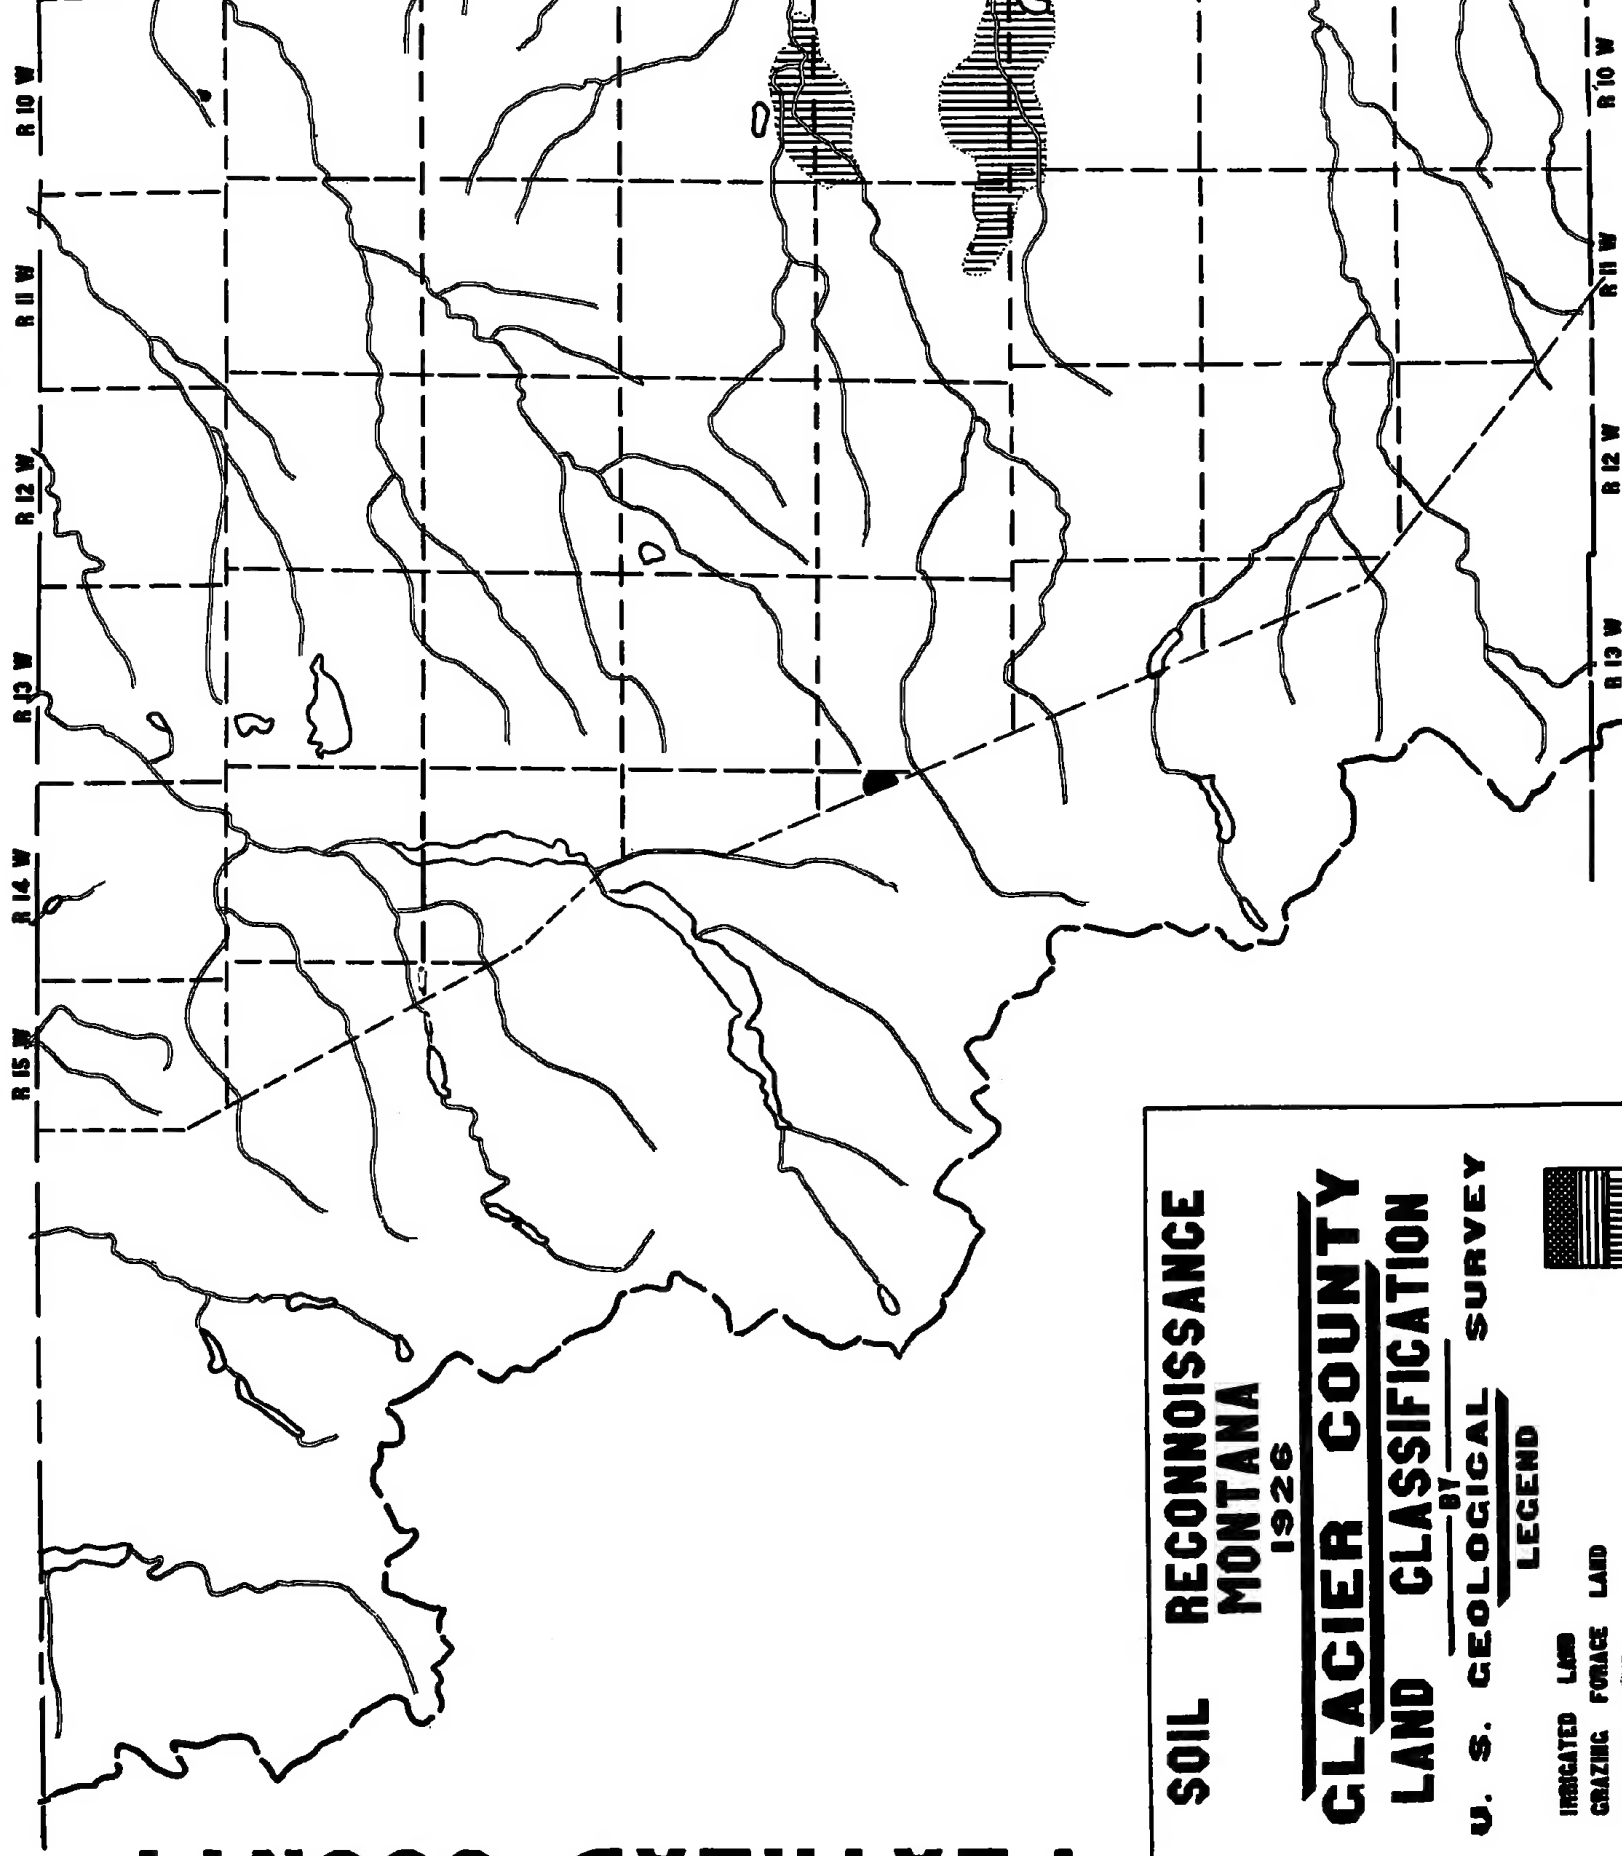 R 10 W
R 11 W
R 12 W
R 13 W
R 14 W
R 15 W
R 10 W
R 11 W
R 12 W
R 13 W
SOIL RECONNOISSANCE
MONTANA
1926
GLACIER COUNTY
LAND CLASSIFICATION
BY
U. S. GEOLOGICAL SURVEY
LEGEND
IRRIGATED LAND
GRAZING FORAGE LAND